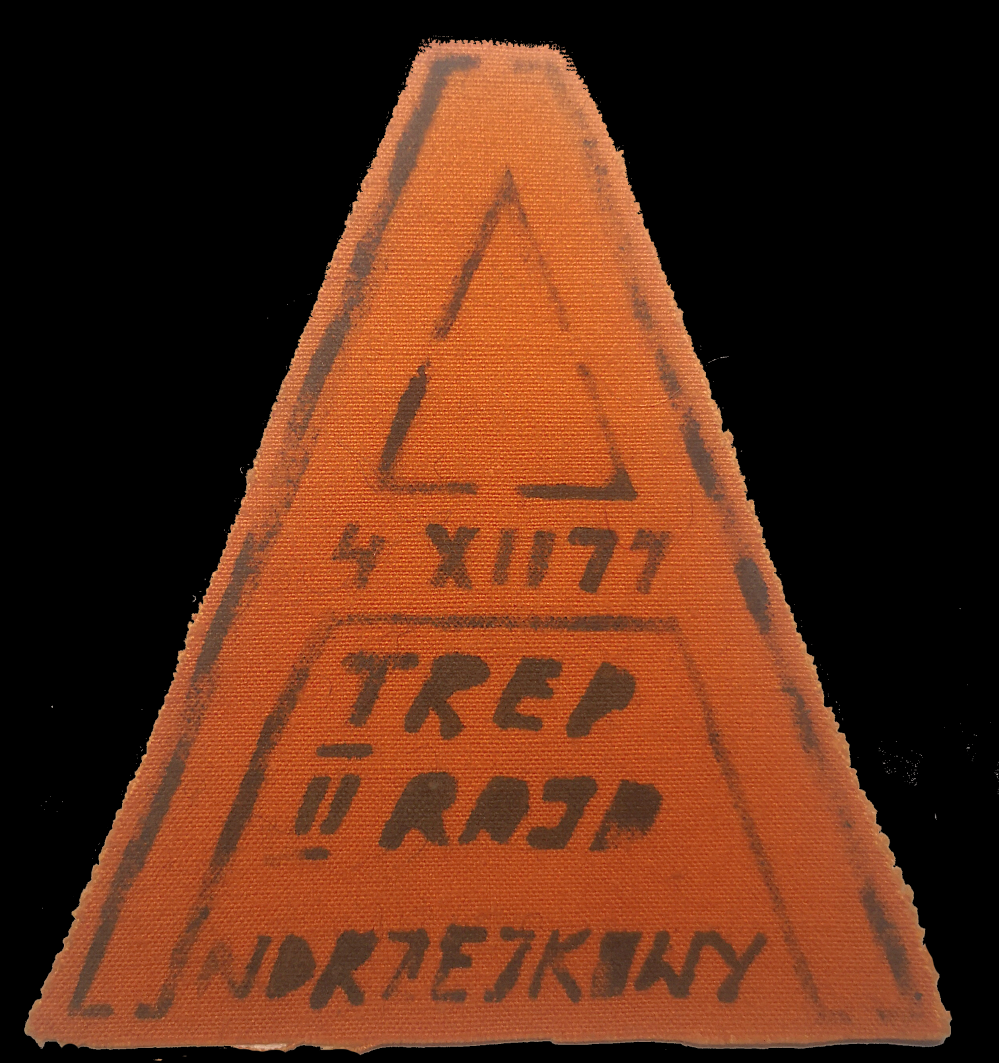 4 XII 77
TREP
II RAJD
ANDRZEJKOWY